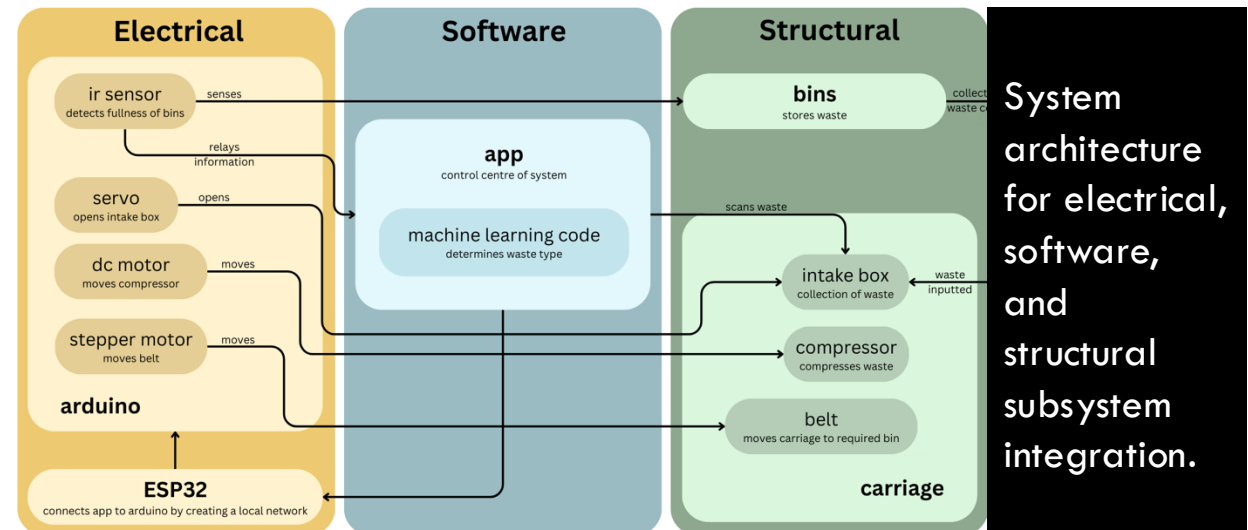 Electrical
ir sensor
detects fullness of bins
senses
relays
information
servo
opens intake box
opens
dc motor
moves compressor
moves
stepper motor
moves belt
moves
arduino
ESP32
connects app to arduino by creating a local network
Software
app
control centre of system
machine learning code
determines waste type
Structural
bins
stores waste
collect
waste
scans waste
intake box
collection of waste
waste
inputted
compressor
compresses waste
belt
moves carriage to required bin
carriage
System
architecture
for electrical,
software,
and
structural
subsystem
integration.